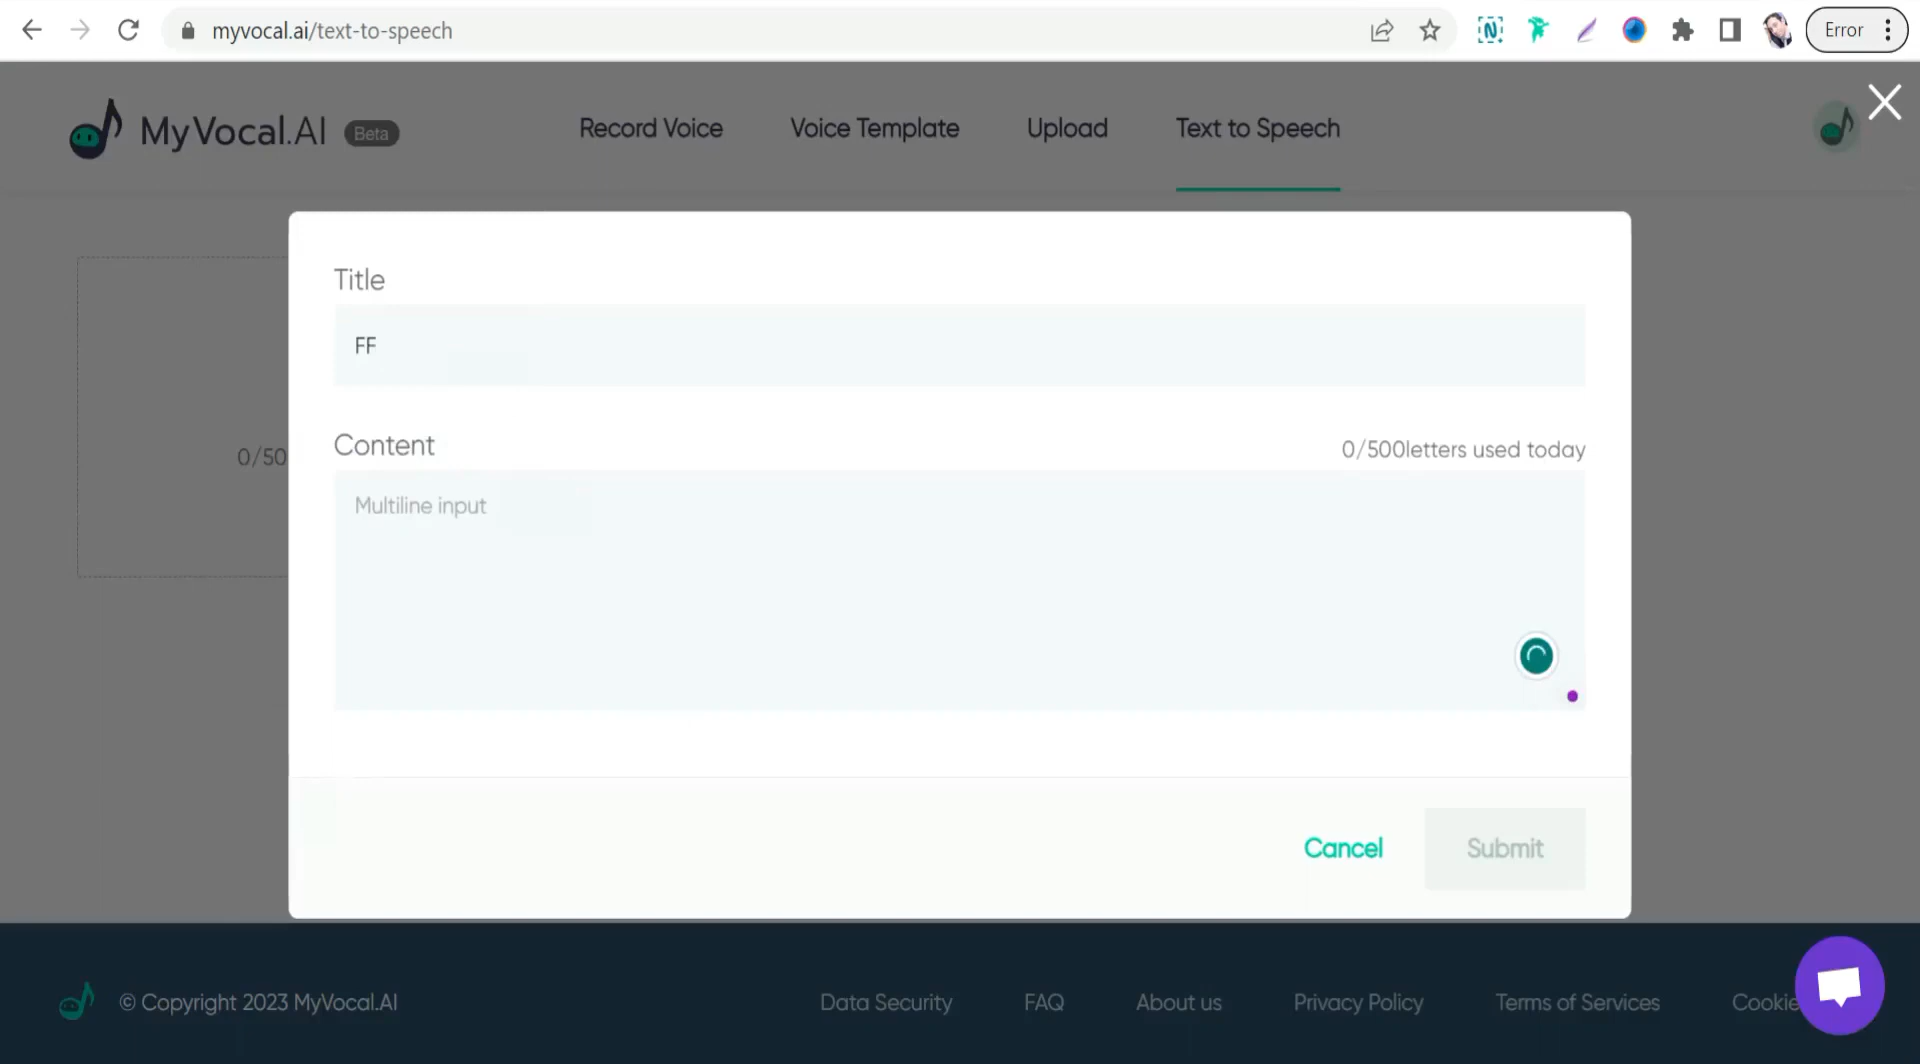 myvocal.ai/text-to-speech
Error
MyVocal.AI Beta
Record Voice
Voice Template
Upload
Text to Speech
Title
FF
0/50
Content
0/500letters used today
Multiline input
Cancel
Submit
© Copyright 2023 MyVocal.AI
Data Security
FAQ
About us
Privacy Policy
Terms of Services
Cookie